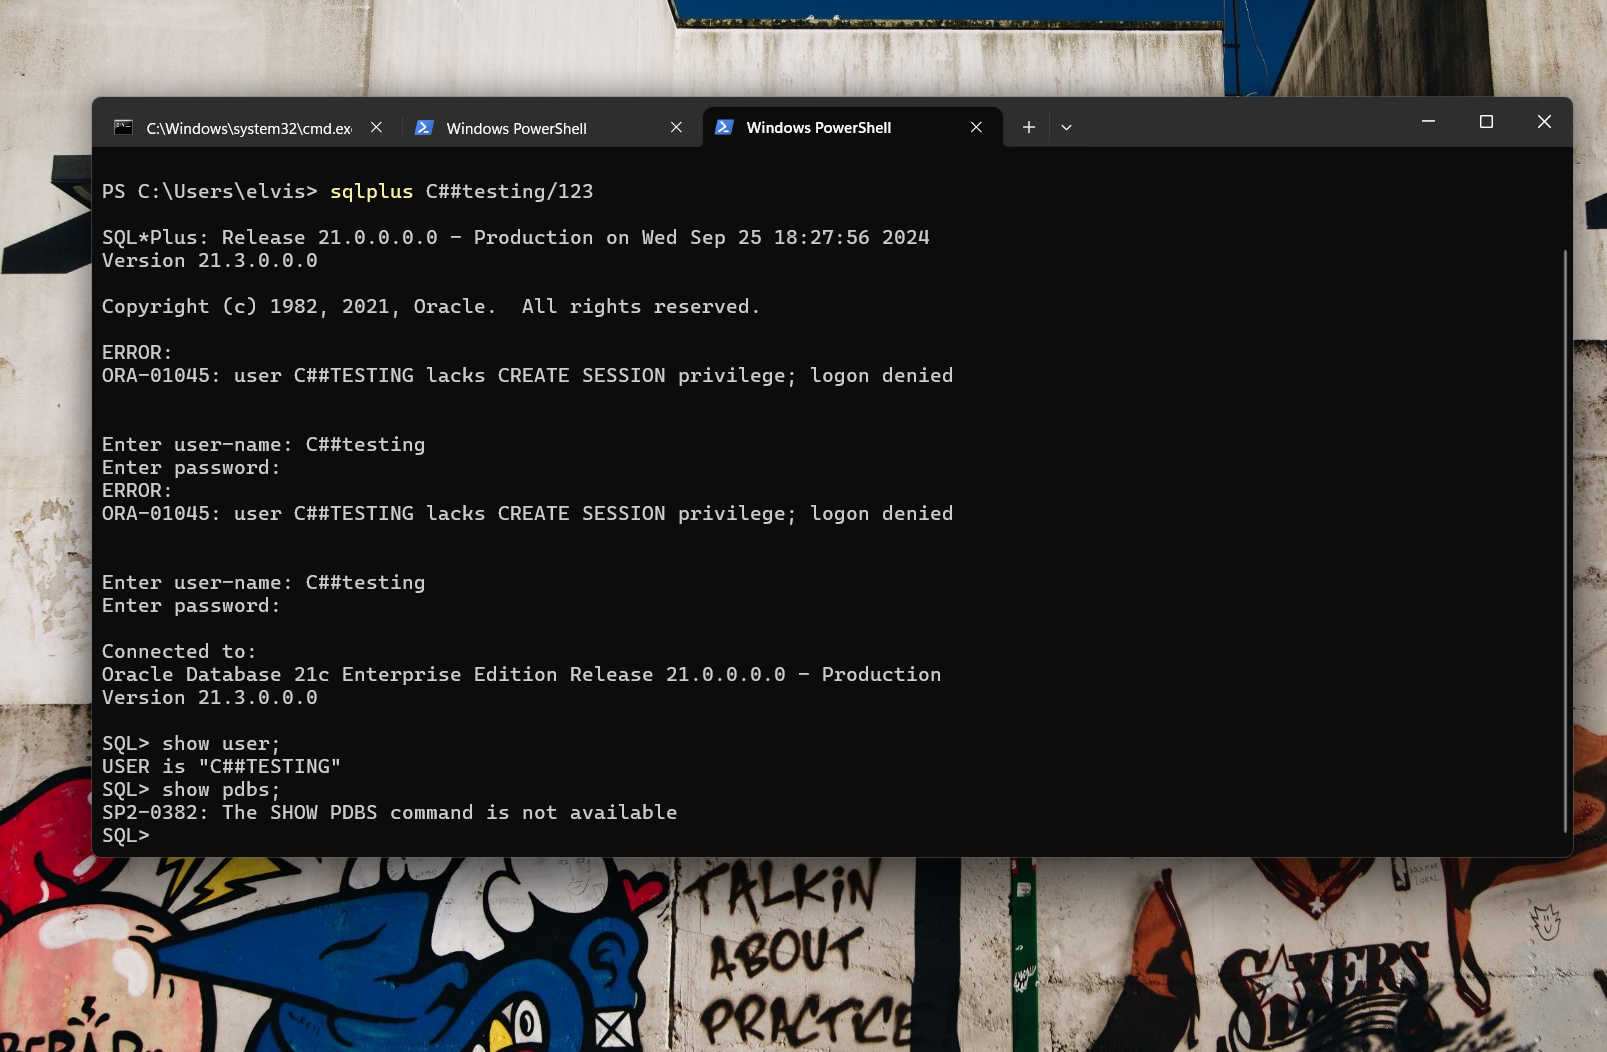 C:\Windows\system32\cmd.ex
Windows PowerShell
Windows PowerShell
PS C:\Users\elvis> sqlplus C##testing/123
SQL*Plus: Release 21.0.0.0.0 - Production on Wed Sep 25 18:27:56 2024
Version 21.3.0.0.0
Copyright (c) 1982, 2021, Oracle.  All rights reserved.
ERROR:
ORA-01045: user C##TESTING lacks CREATE SESSION privilege; logon denied
Enter user-name: C##testing
Enter password:
ERROR:
ORA-01045: user C##TESTING lacks CREATE SESSION privilege; logon denied
Enter user-name: C##testing
Enter password:
Connected to:
Oracle Database 21c Enterprise Edition Release 21.0.0.0.0 - Production
Version 21.3.0.0.0
SQL> show user;
USER is "C##TESTING"
SQL> show pdbs;
SP2-0382: The SHOW PDBS command is not available
SQL>
TALKiN
ABOUT
PRACTiCE
SIXERS